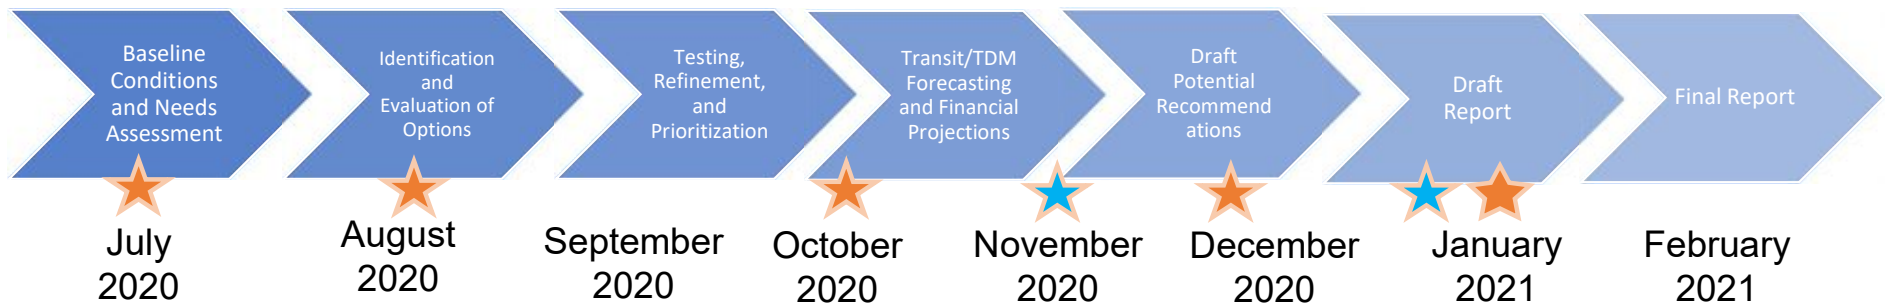 Baseline
Conditions
and Needs
Assessment
Identification
and
Evaluation of
Options
Testing,
Refinement,
and
Prioritization
Transit/TDM
Forecasting
and Financial
Projections
Draft
Potential
Recommend
ations
Draft
Report
Final Report
July
2020
August
2020
September
2020
October
2020
November
2020
December
2020
January
2021
February
2021